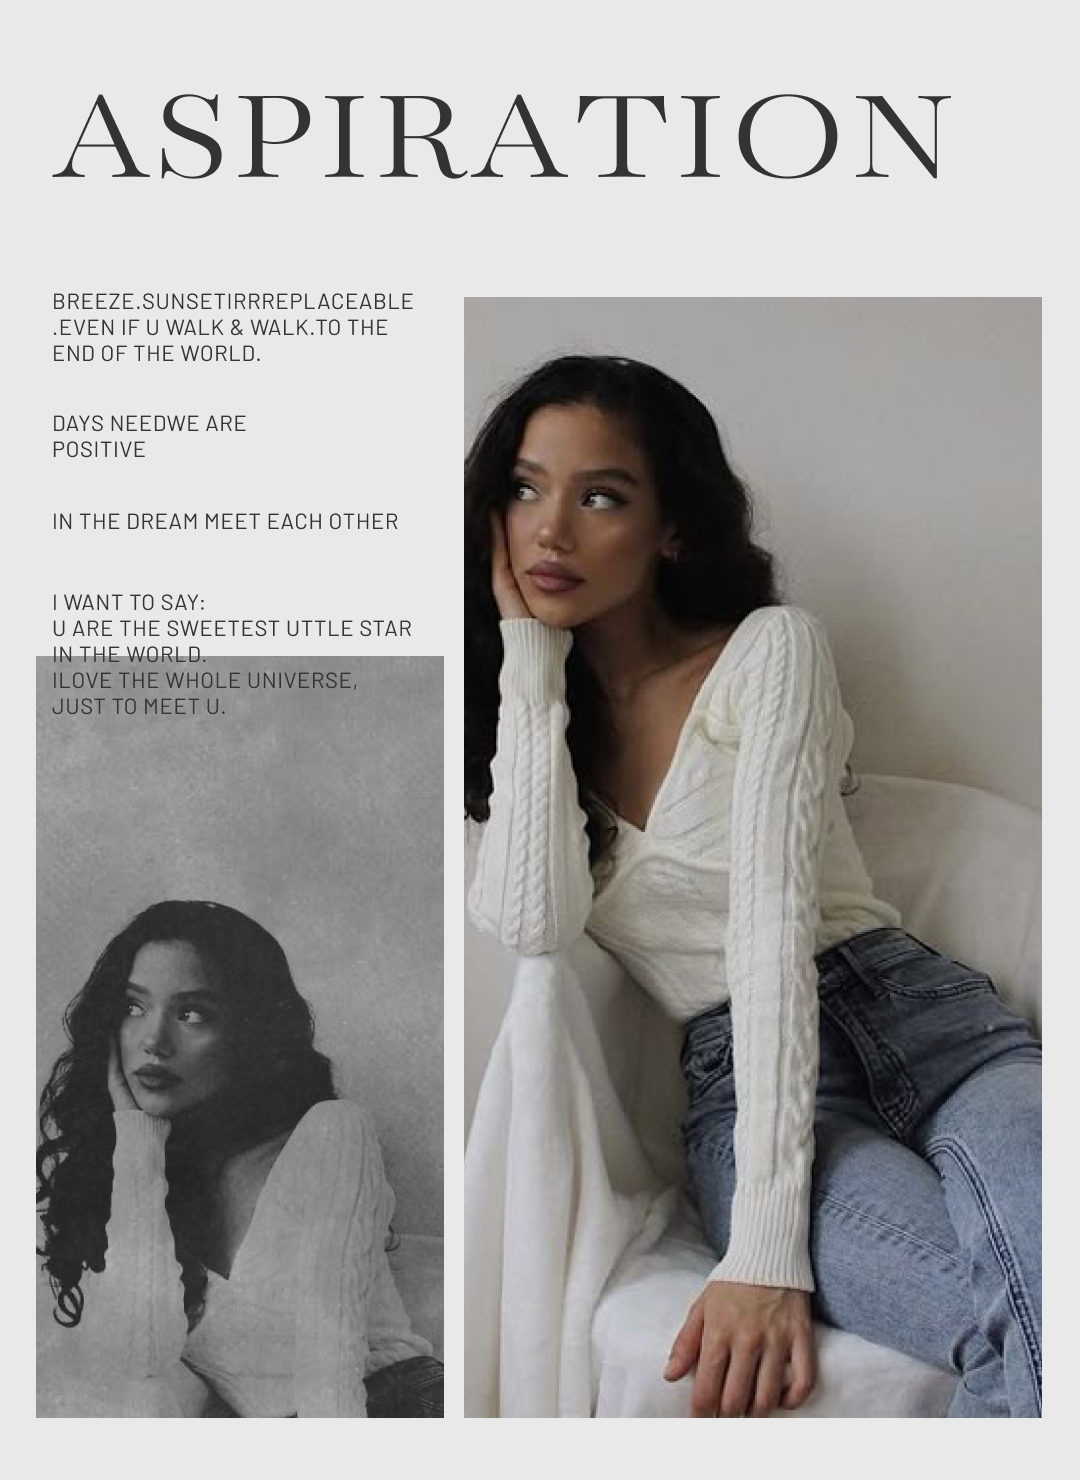 ASPIRATION
BREEZE.SUNSETIRRREPLACEABLE
.EVEN IF U WALK & WALK.TO THE
END OF THE WORLD.
DAYS NEEDWE ARE
POSITIVE
IN THE DREAM MEET EACH OTHER
I WANT TO SAY:
U ARE THE SWEETEST UTTLE STAR
IN THE WORLD.
ILOVE THE WHOLE UNIVERSE,
JUST TO MEET U.